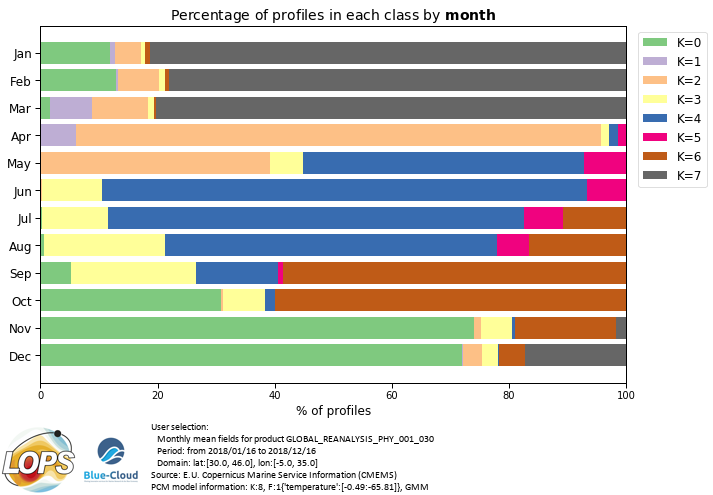 Percentage of profiles in each class by month
Jan
Feb
Mar
Apr
May
Jun
Jul
Aug
Sep
Oct
Nov
Dec
0 20 40 60 80 100
% of profiles
K=0
K=1
K=2
K=3
K=4
K=5
K=6
K=7
LOPS
Blue-Cloud
User selection:
Monthly mean fields for product GLOBAL_REANALYSIS_PHY_001_030
Period: from 2018/01/16 to 2018/12/16
Domain: lat:[30.0, 46.0], lon:[-5.0, 35.0]
Source: E.U. Copernicus Marine Service Information (CMEMS)
PCM model information: K:8, F:1{'temperature':[-0.49:-65.81]}, GMM